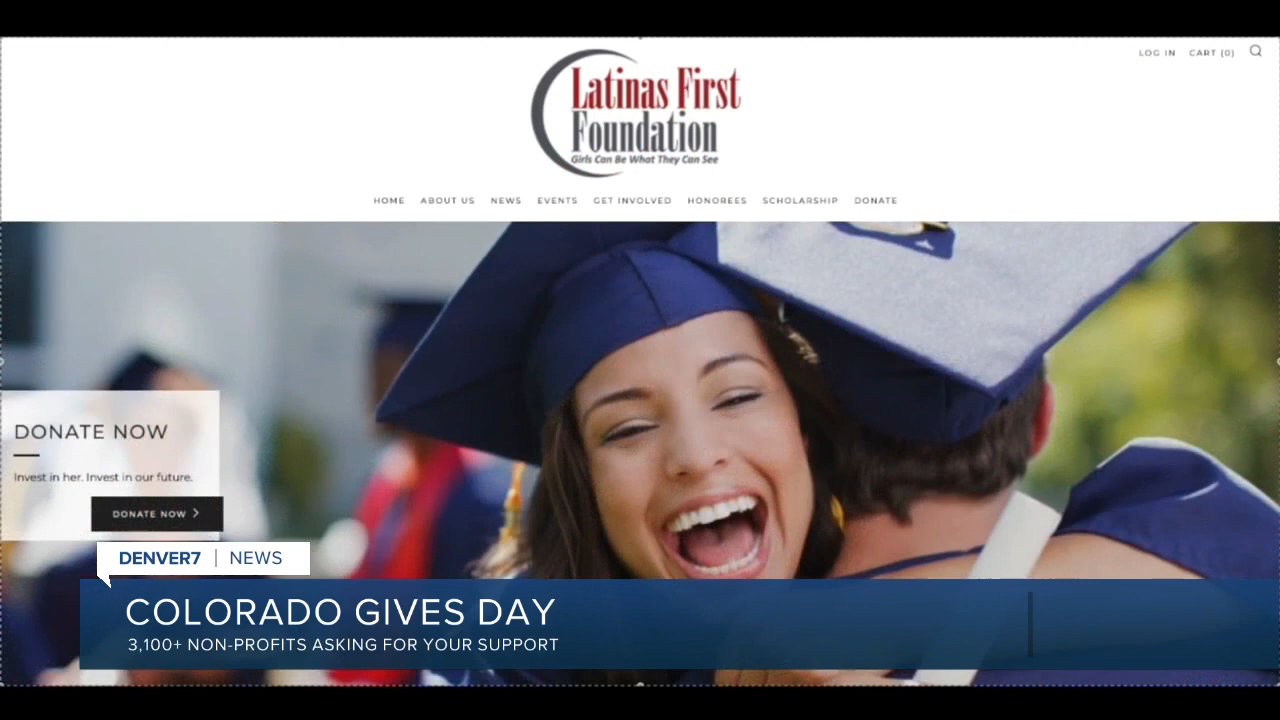 LOG IN CART (0)
Latinas First
Foundation
Girls Can Be What They Can See
HOME ABOUT US NEWS EVENTS GET INVOLVED HONOREES SCHOLARSHIP DONATE
DONATE NOW
Invest in her. Invest in our future.
DONATE NOW >
DENVER7 | NEWS
COLORADO GIVES DAY
3,100+ NON-PROFITS ASKING FOR YOUR SUPPORT